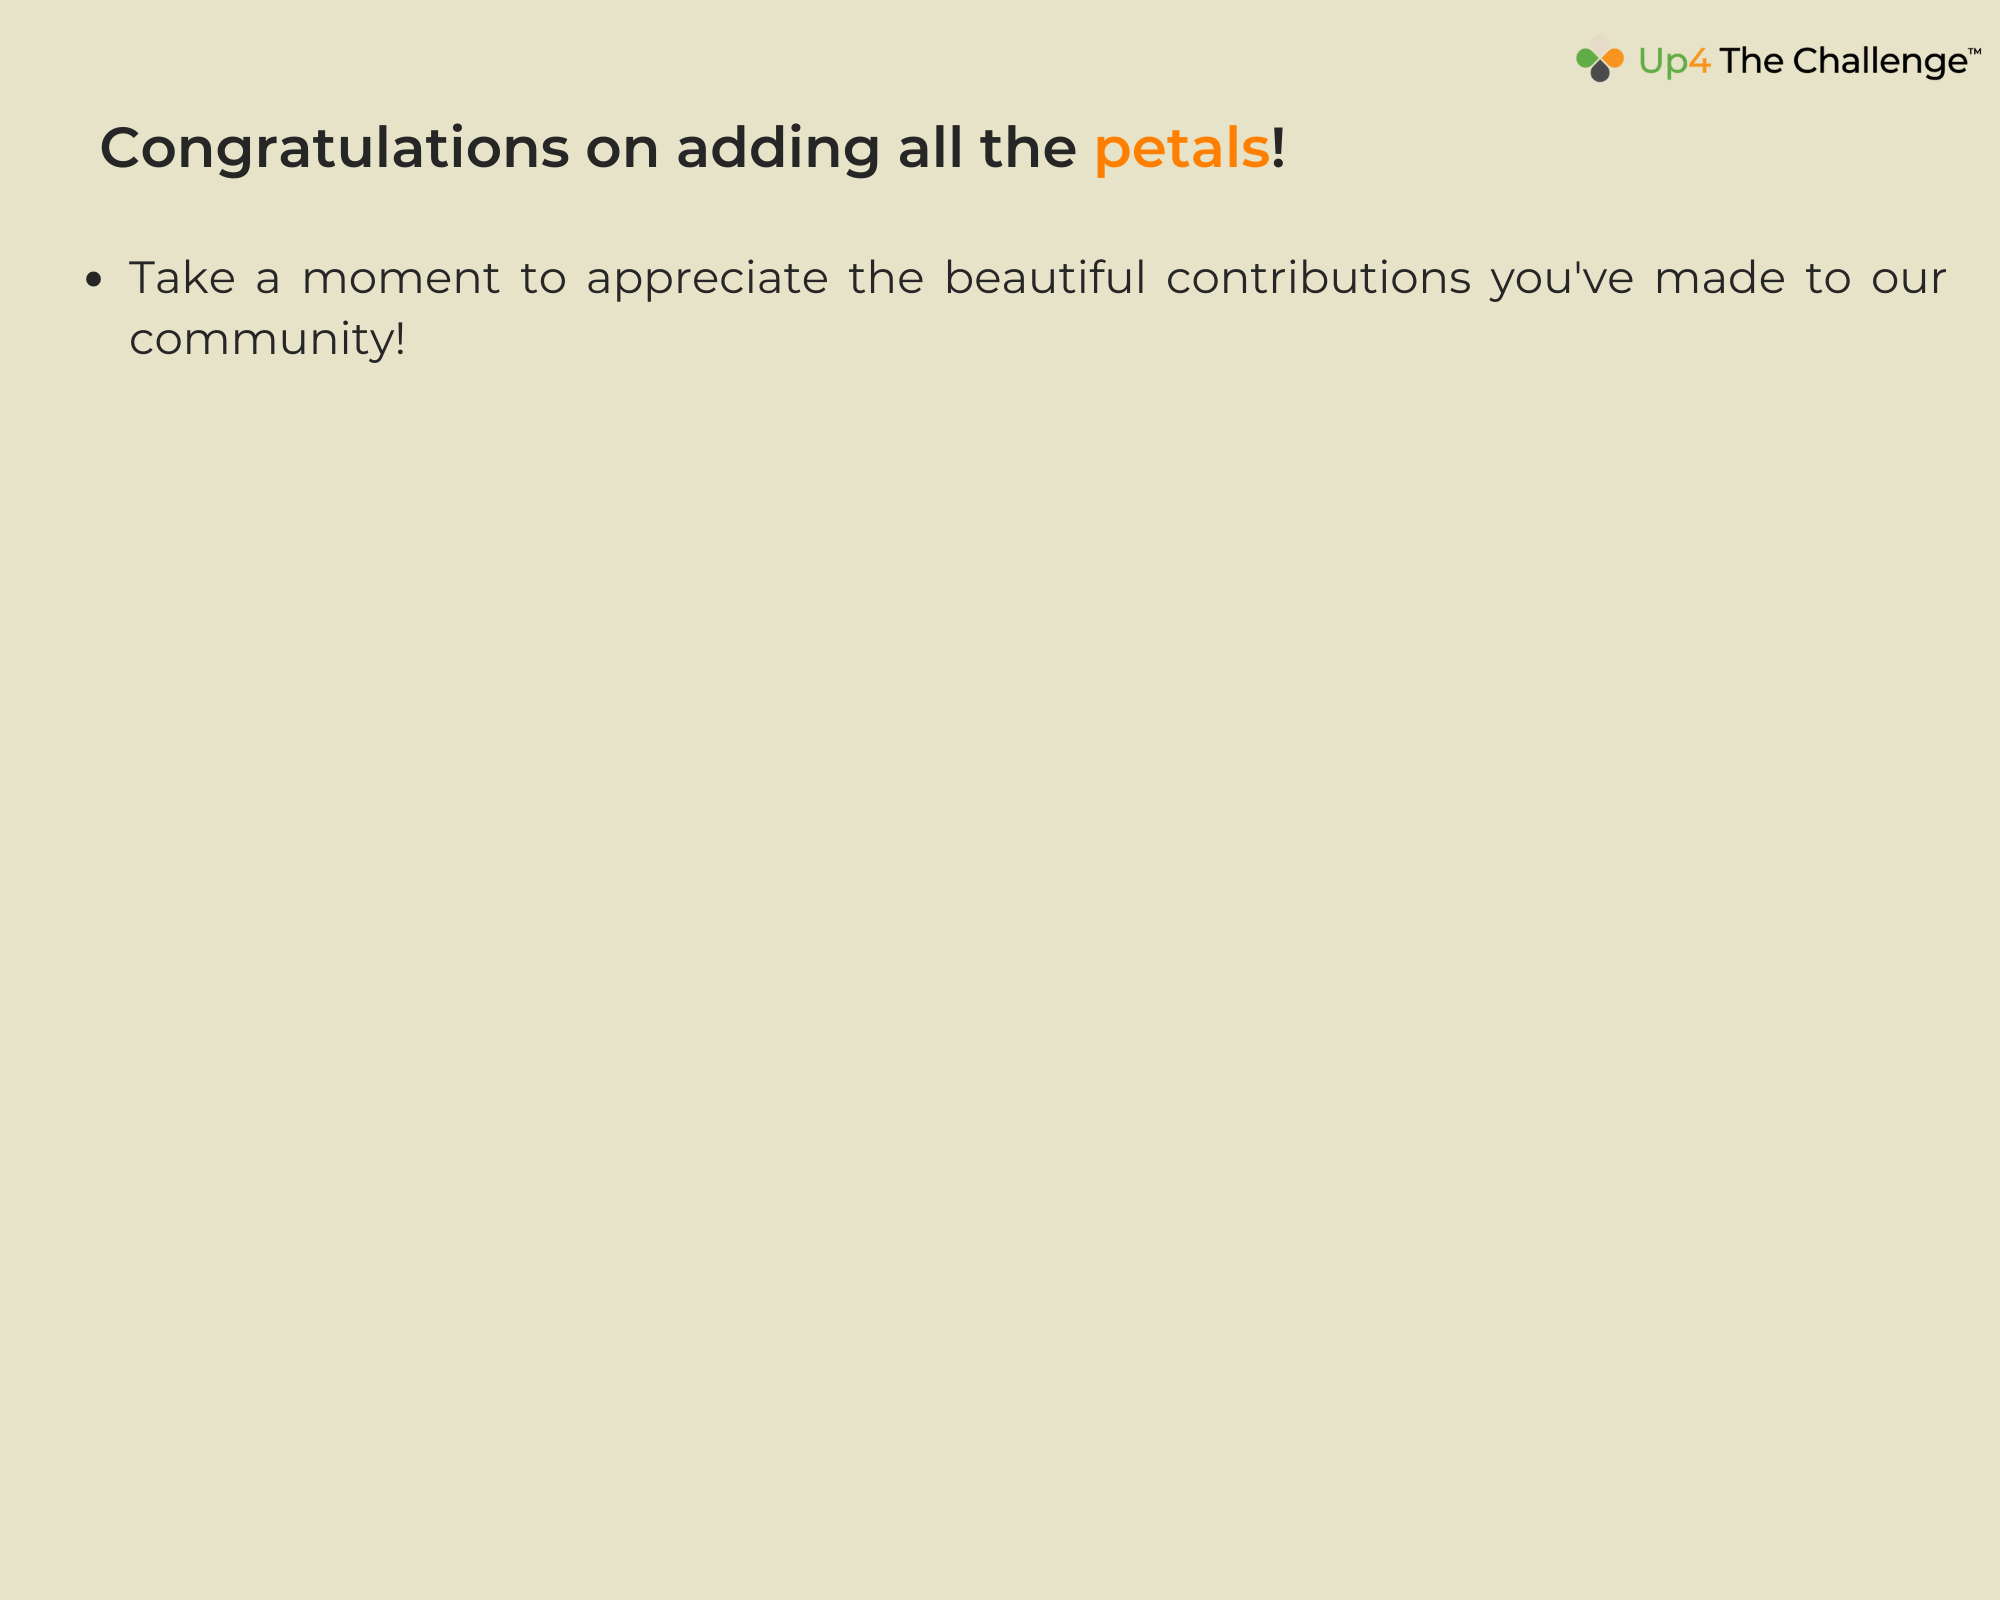 Up4 The Challenge™
Congratulations on adding all the petals!
• Take a moment to appreciate the beautiful contributions you've made to our
community!